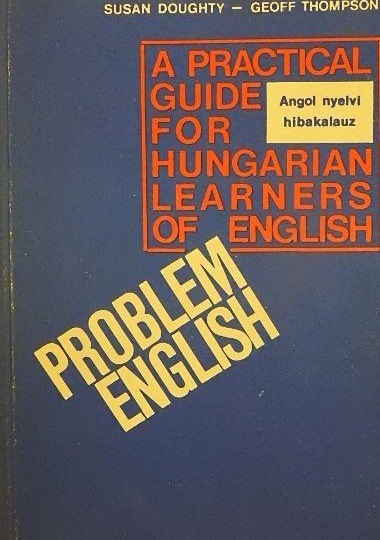 SUSAN DOUGHTY — GEOFF THOMPSON
A PRACTICAL
GUIDE
Angol nyelvi
hibakalauz
FOR
HUNGARIAN
LEARNERS
OF ENGLISH
PROBLEM
ENGLISH